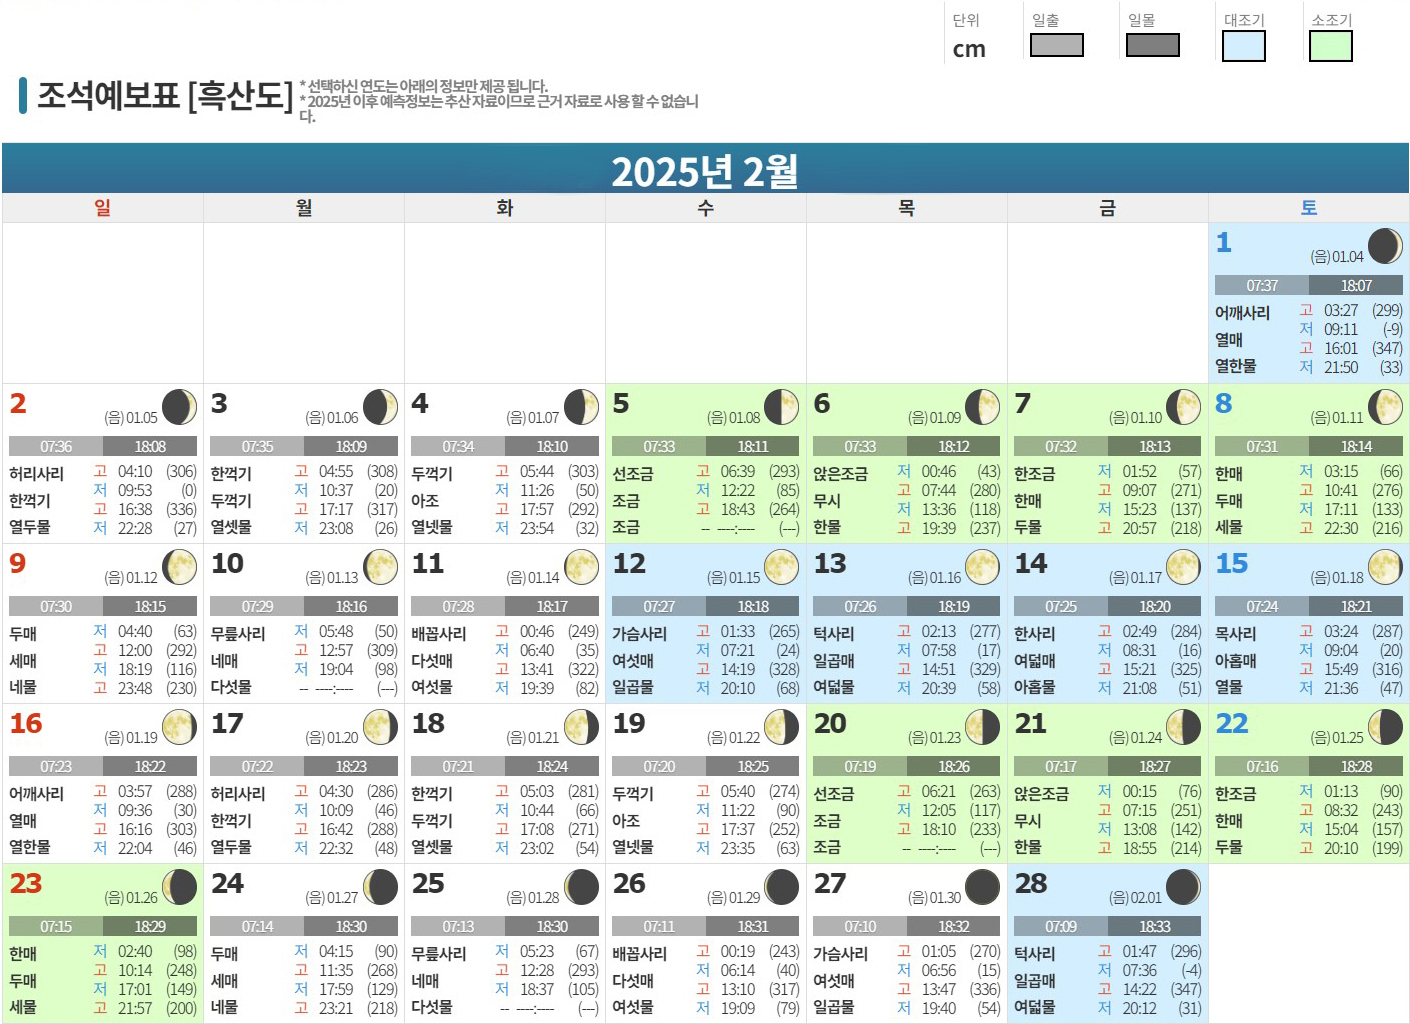 단위 일출 일몰 대조기 소조기
cm
조석예보표 [흑산도]
* 선택하신 연도는 아래의 정보만 제공 됩니다.
* 2025년 이후 예측정보는 추산 자료이므로 근거 자료로 사용 할 수 없습니
다.
2025년 2월
일 월 화 수 목 금 토
1
(음) 01.04
07:37 18:07
어깨사리
열매
열한물
고 03:27 (299)
저 09:11 (-9)
고 16:01 (347)
저 21:50 (33)
2
(음) 01.05
07:36 18:08
허리사리
한꺽기
열두물
고 04:10 (306)
저 09:53 (0)
고 16:38 (336)
저 22:28 (27)
3
(음) 01.06
07:35 18:09
한꺽기
두꺽기
열셋물
고 04:55 (308)
저 10:37 (20)
고 17:17 (317)
저 23:08 (26)
4
(음) 01.07
07:34 18:10
두꺽기
아조
열넷물
고 05:44 (303)
저 11:26 (50)
고 17:57 (292)
저 23:54 (32)
5
(음) 01.08
07:33 18:11
선조금
조금
조금
고 06:39 (293)
저 12:22 (85)
고 18:43 (264)
-- ----:---- (---)
6
(음) 01.09
07:33 18:12
앉은조금
무시
한물
저 00:46 (43)
고 07:44 (280)
저 13:36 (118)
고 19:39 (237)
7
(음) 01.10
07:32 18:13
한조금
한매
두물
저 01:52 (57)
고 09:07 (271)
저 15:23 (137)
고 20:57 (218)
8
(음) 01.11
07:31 18:14
한매
두매
세물
저 03:15 (66)
고 10:41 (276)
저 17:11 (133)
고 22:30 (216)
9
(음) 01.12
07:30 18:15
두매
세매
네물
저 04:40 (63)
고 12:00 (292)
저 18:19 (116)
고 23:48 (230)
10
(음) 01.13
07:29 18:16
무릎사리
네매
다섯물
저 05:48 (50)
고 12:57 (309)
저 19:04 (98)
-- ----:---- (---)
11
(음) 01.14
07:28 18:17
배꼽사리
다섯매
여섯물
고 00:46 (249)
저 06:40 (35)
고 13:41 (322)
저 19:39 (82)
12
(음) 01.15
07:27 18:18
가슴사리
여섯매
일곱물
고 01:33 (265)
저 07:21 (24)
고 14:19 (328)
저 20:10 (68)
13
(음) 01.16
07:26 18:19
턱사리
일곱매
여덟물
고 02:13 (277)
저 07:58 (17)
고 14:51 (329)
저 20:39 (58)
14
(음) 01.17
07:25 18:20
한사리
여덟매
아홉물
고 02:49 (284)
저 08:31 (16)
고 15:21 (325)
저 21:08 (51)
15
(음) 01.18
07:24 18:21
목사리
아홉매
열물
고 03:24 (287)
저 09:04 (20)
고 15:49 (316)
저 21:36 (47)
16
(음) 01.19
07:23 18:22
어깨사리
열매
열한물
고 03:57 (288)
저 09:36 (30)
고 16:16 (303)
저 22:04 (46)
17
(음) 01.20
07:22 18:23
허리사리
한꺽기
열두물
고 04:30 (286)
저 10:09 (46)
고 16:42 (288)
저 22:32 (48)
18
(음) 01.21
07:21 18:24
한꺽기
두꺽기
열셋물
고 05:03 (281)
저 10:44 (66)
고 17:08 (271)
저 23:02 (54)
19
(음) 01.22
07:20 18:25
두꺽기
아조
열넷물
고 05:40 (274)
저 11:22 (90)
고 17:37 (252)
저 23:35 (63)
20
(음) 01.23
07:19 18:26
선조금
조금
조금
고 06:21 (263)
저 12:05 (117)
고 18:10 (233)
-- ----:---- (---)
21
(음) 01.24
07:17 18:27
앉은조금
무시
한물
저 00:15 (76)
고 07:15 (251)
저 13:08 (142)
고 18:55 (214)
22
(음) 01.25
07:16 18:28
한조금
한매
두물
저 01:13 (90)
고 08:32 (243)
저 15:04 (157)
고 20:10 (199)
23
(음) 01.26
07:15 18:29
한매
두매
세물
저 02:40 (98)
고 10:14 (248)
저 17:01 (149)
고 21:57 (200)
24
(음) 01.27
07:14 18:30
두매
세매
네물
저 04:15 (90)
고 11:35 (268)
저 17:59 (129)
고 23:21 (218)
25
(음) 01.28
07:13 18:30
무릎사리
네매
다섯물
저 05:23 (67)
고 12:28 (293)
저 18:37 (105)
-- ----:---- (---)
26
(음) 01.29
07:11 18:31
배꼽사리
다섯매
여섯물
고 00:19 (243)
저 06:14 (40)
고 13:10 (317)
저 19:09 (79)
27
(음) 01.30
07:10 18:32
가슴사리
여섯매
일곱물
고 01:05 (270)
저 06:56 (15)
고 13:47 (336)
저 19:40 (54)
28
(음) 02.01
07:09 18:33
턱사리
일곱매
여덟물
고 01:47 (296)
저 07:36 (-4)
고 14:22 (347)
저 20:12 (31)